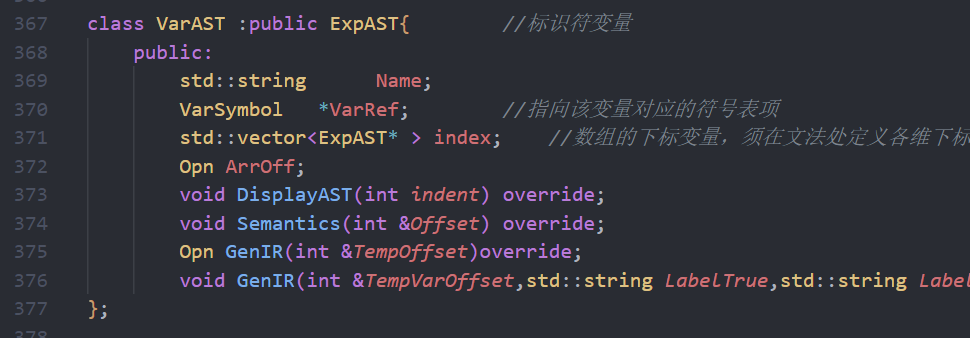 367 class VarAST :public ExpAST{ //标识符变量
368 public:
369 std::string Name;
370 VarSymbol *VarRef; //指向该变量对应的符号表项
371 std::vector<ExpAST* > index; //数组的下标变量，须在文法处定义各维下标
372 Opn ArrOff;
373 void DisplayAST(int indent) override;
374 void Semantics(int &Offset) override;
375 Opn GenIR(int &TempOffset)override;
376 void GenIR(int &TempVarOffset,std::string LabelTrue,std::string Label
377 };
378